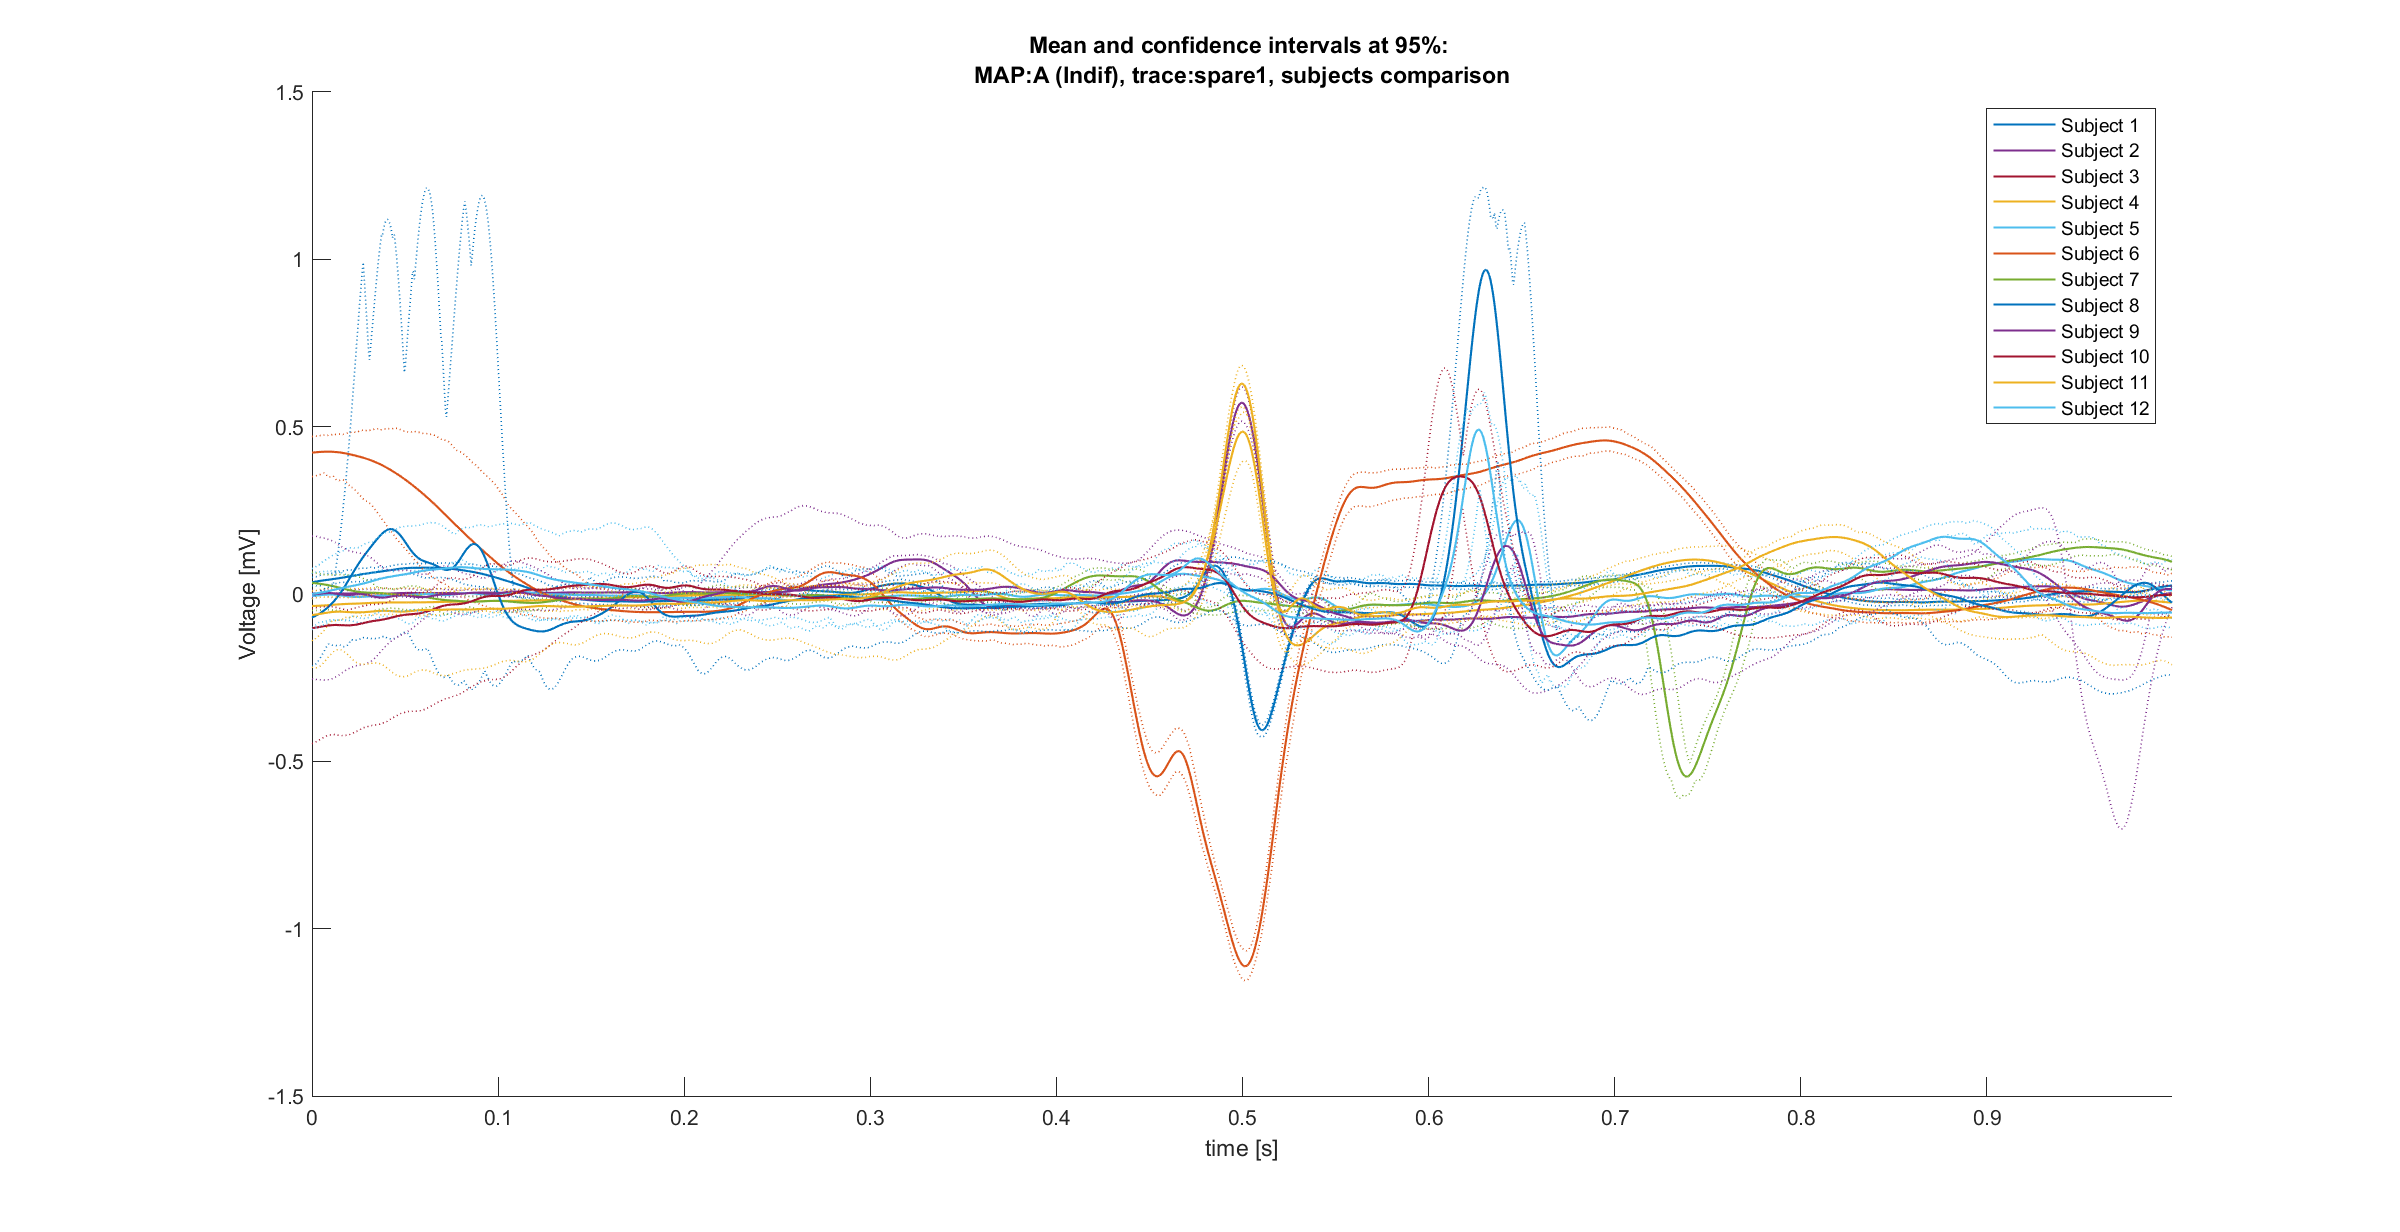 Mean and confidence intervals at 95%:
MAP:A (Indif), trace:spare1, subjects comparison
1.5
1
0.5
0
-0.5
-1
-1.5
Voltage [mV]
Subject 1
Subject 2
Subject 3
Subject 4
Subject 5
Subject 6
Subject 7
Subject 8
Subject 9
Subject 10
Subject 11
Subject 12
0 0.1 0.2 0.3 0.4 0.5 0.6 0.7 0.8 0.9
time [s]